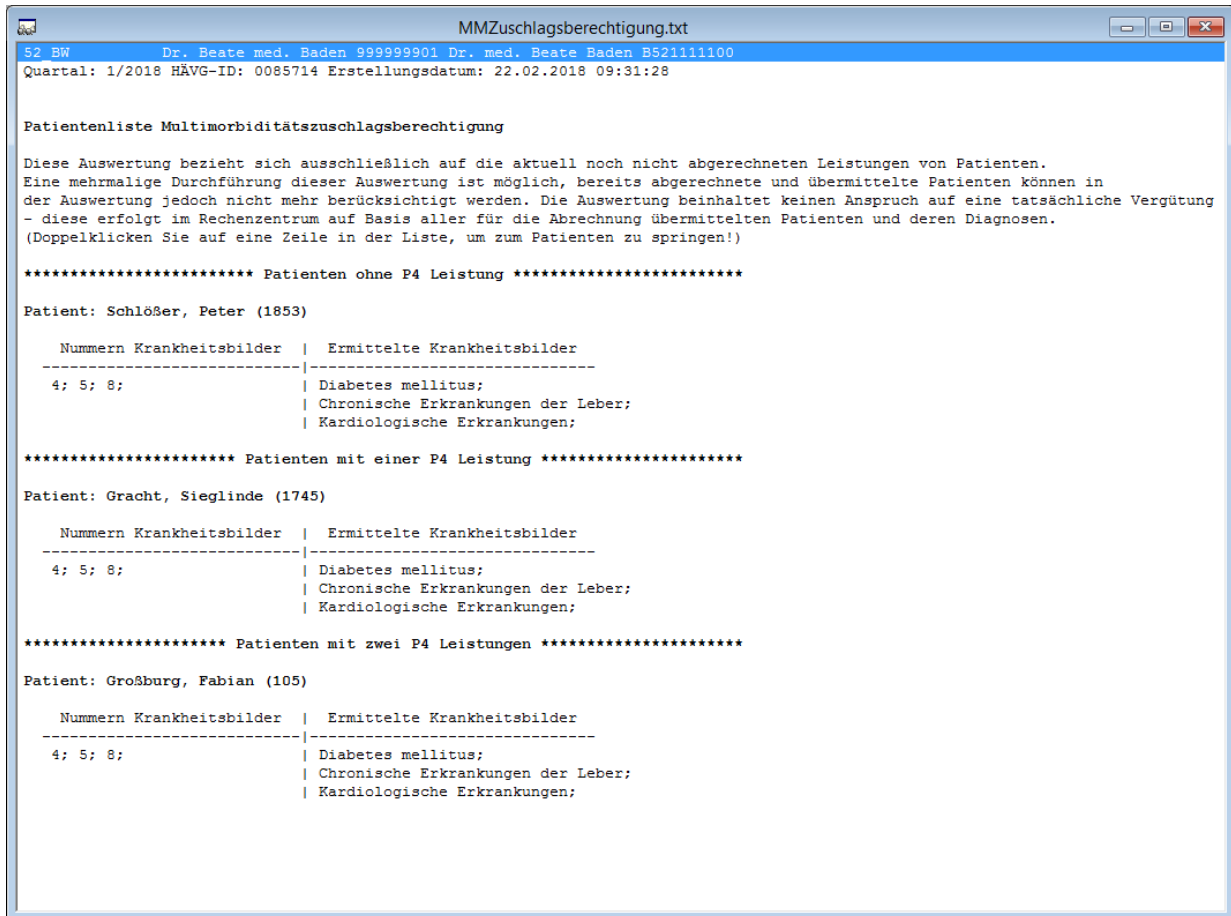 MMZuschlagsberechtigung.txt
52_BW Dr. Beate med. Baden 999999901 Dr. med. Beate Baden B521111100
Quartal: 1/2018 HÄVG-ID: 0085714 Erstellungsdatum: 22.02.2018 09:31:28
Patientenliste Multimorbiditätszuschlagsberechtigung
Diese Auswertung bezieht sich ausschließlich auf die aktuell noch nicht abgerechneten Leistungen von Patienten.
Eine mehrmalige Durchführung dieser Auswertung ist möglich, bereits abgerechnete und übermittelte Patienten können in
der Auswertung jedoch nicht mehr berücksichtigt werden. Die Auswertung beinhaltet keinen Anspruch auf eine tatsächliche Vergütung
- diese erfolgt im Rechenzentrum auf Basis aller für die Abrechnung übermittelten Patienten und deren Diagnosen.
(Doppelklicken Sie auf eine Zeile in der Liste, um zum Patienten zu springen!)
************************* Patienten ohne P4 Leistung *************************
Patient: Schlößer, Peter (1853)
Nummern Krankheitsbilder | Ermittelte Krankheitsbilder
----------------------------|-------------------------------
4; 5; 8; | Diabetes mellitus;
| Chronische Erkrankungen der Leber;
| Kardiologische Erkrankungen;
*********************** Patienten mit einer P4 Leistung **********************
Patient: Gracht, Sieglinde (1745)
Nummern Krankheitsbilder | Ermittelte Krankheitsbilder
----------------------------|-------------------------------
4; 5; 8; | Diabetes mellitus;
| Chronische Erkrankungen der Leber;
| Kardiologische Erkrankungen;
********************** Patienten mit zwei P4 Leistungen **********************
Patient: Großburg, Fabian (105)
Nummern Krankheitsbilder | Ermittelte Krankheitsbilder
----------------------------|-------------------------------
4; 5; 8; | Diabetes mellitus;
| Chronische Erkrankungen der Leber;
| Kardiologische Erkrankungen;